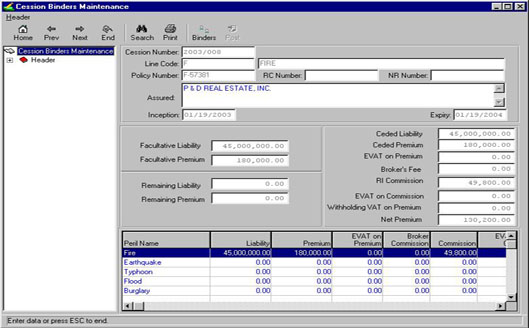 Cession Binders Maintenance
Header
Home Prev Next End Search Print Binders Post
Cession Binders Maintenance
Header
Cession Number: 2003/008
Line Code: F FIRE
Policy Number: F-57381 RC Number: NR Number:
Assured: P & D REAL ESTATE, INC.
Inception: 01/19/2003 Expiry: 01/19/2004
Facultative Liability 45,000,000.00
Facultative Premium 180,000.00
Remaining Liability 0.00
Remaining Premium 0.00
Ceded Liability 45,000,000.00
Ceded Premium 180,000.00
EVAT on Premium 0.00
Broker's Fee 0.00
RI Commission 49,800.00
EVAT on Commission 0.00
Withholding VAT on Premium 0.00
Net Premium 130,200.00
Peril Name Liability Premium EVAT on Premium Broker Commission Commission
Fire 45,000,000.00 180,000.00 0.00 0.00 49,800.00
Earthquake 0.00 0.00 0.00 0.00 0.00
Typhoon 0.00 0.00 0.00 0.00 0.00
Flood 0.00 0.00 0.00 0.00 0.00
Burglary 0.00 0.00 0.00 0.00 0.00
Enter data or press ESC to end.